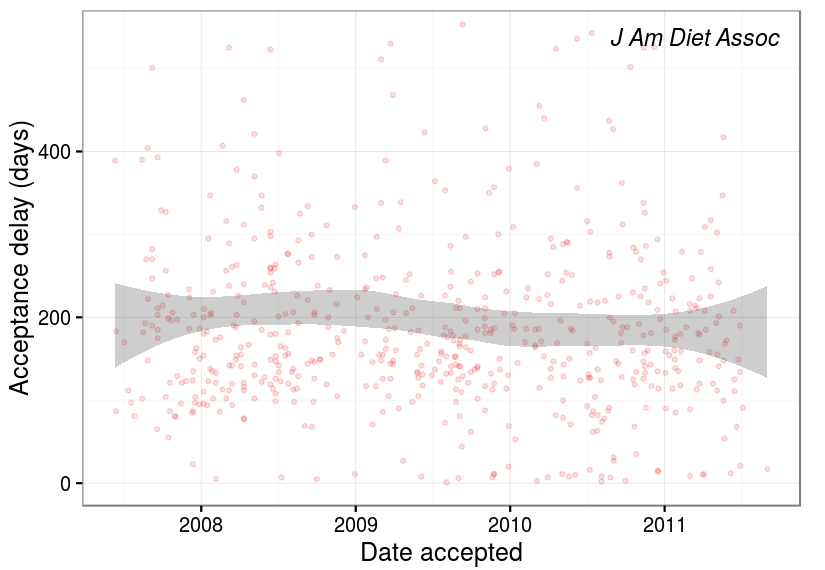 J Am Diet Assoc
Acceptance delay (days)
400
200
0
2008 2009 2010 2011
Date accepted